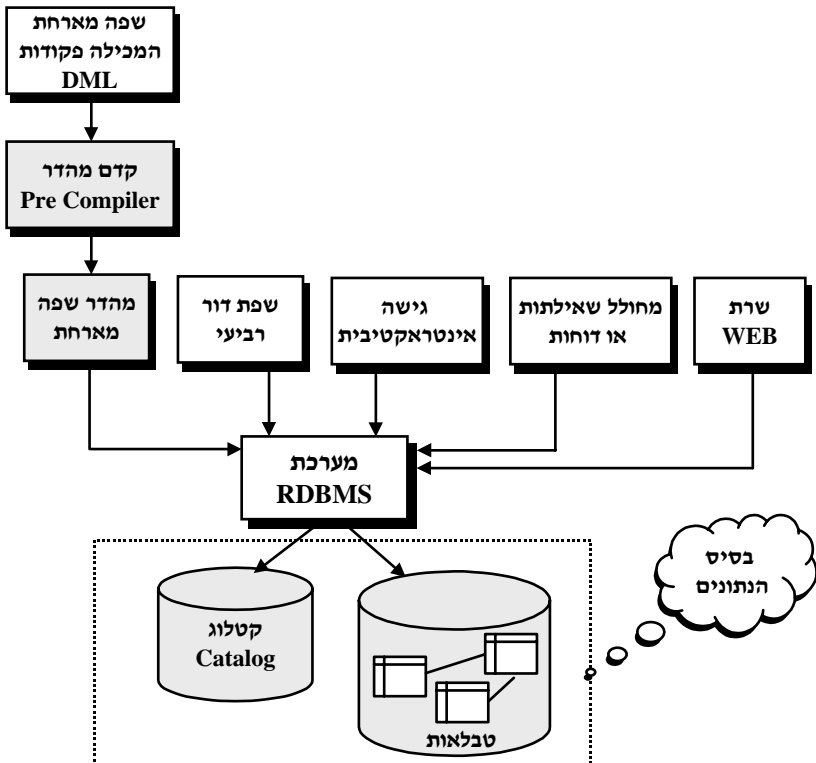 שפה מארחת
המכילה פקודות
DML
קדם מהדר
Pre Compiler
מהדר שפה
מארחת
שפת דור
רביעי
גישה
אינטראקטיבית
מחולל שאילתות
או דוחות
שרת
WEB
מערכת
RDBMS
בסיס
הנתונים
קטלוג
Catalog
טבלאות